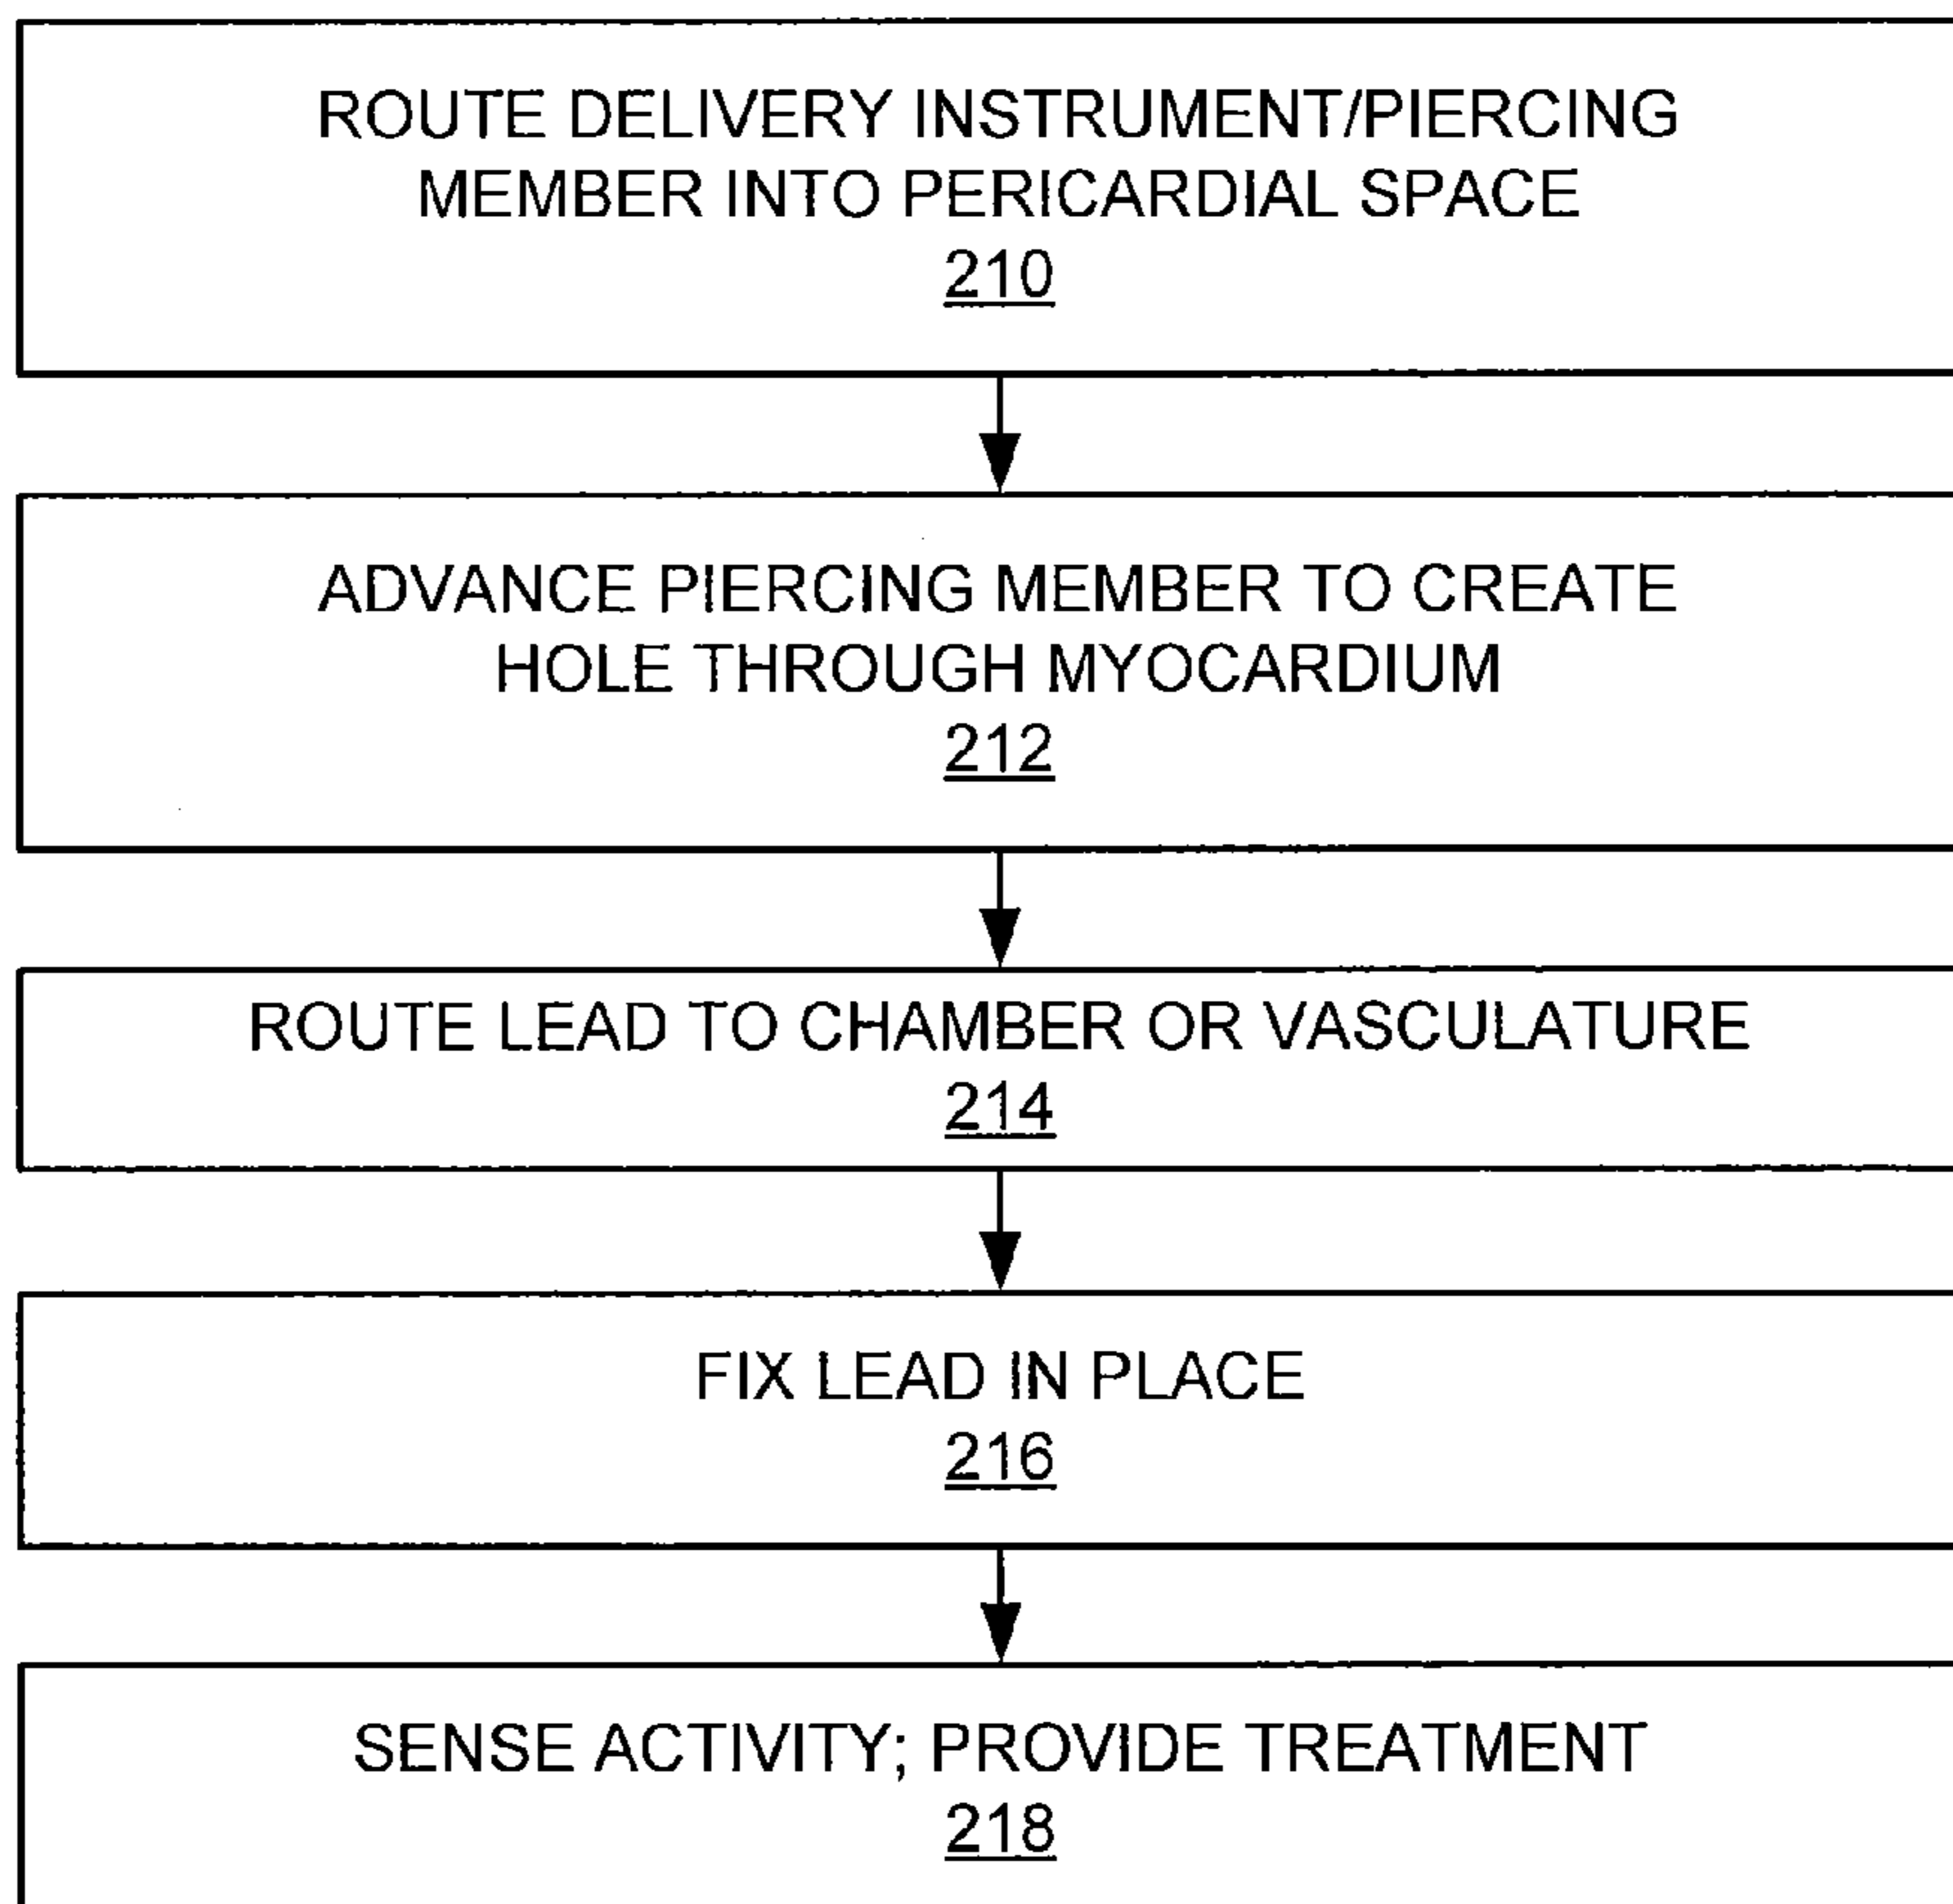 ROUTE DELIVERY INSTRUMENT/PIERCING
MEMBER INTO PERICARDIAL SPACE
210
ADVANCE PIERCING MEMBER TO CREATE
HOLE THROUGH MYOCARDIUM
212
ROUTE LEAD TO CHAMBER OR VASCULATURE
214
FIX LEAD IN PLACE
216
SENSE ACTIVITY; PROVIDE TREATMENT
218